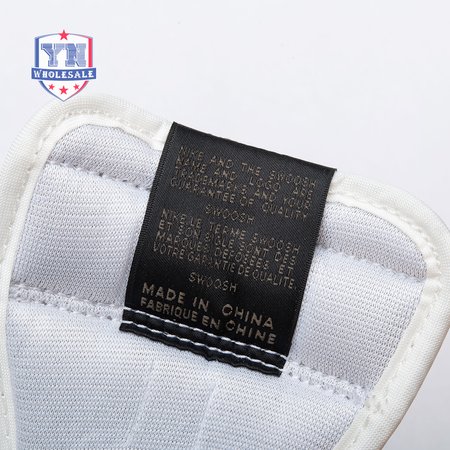 YN
WHOLESALE
NIKE AND THE SWOOSH
NAME AND LOGO ARE
TRADEMARKS AND YOUR
GUARANTEE OF QUALITY
SWOOSH
NIKE LE TERME SWOOSH
ET SON SIGLE SONT DES
MARQUES DEPOSEES ET
VOTRE GARANTIE DE QUALITE.
SWOOSH
MADE IN CHINA
FABRIQUE EN CHINE